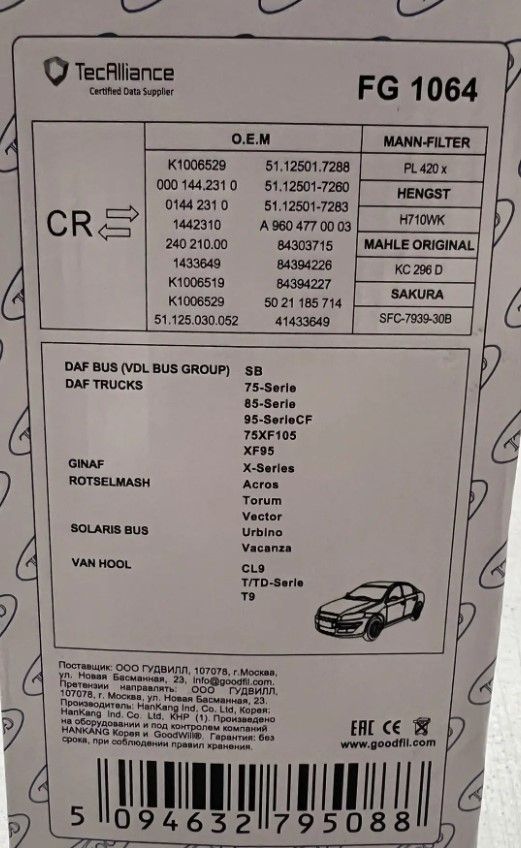 TecAlliance
Certified Data Supplier
FG 1064
O.E.M
MANN-FILTER
CR
K1006529 51.12501.7288
PL 420 x
000 144.231 0 51.12501-7260
HENGST
0144 231 0 51.12501-7283
H710WK
1442310 A 960 477 00 03
MAHLE ORIGINAL
240 210.00 84303715
KC 296 D
1433649 84394226
SAKURA
K1006519 84394227
SFC-7939-30B
K1006529 50 21 185 714
51.125.030.052 41433649
DAF BUS (VDL BUS GROUP) SB
DAF TRUCKS 75-Serie
85-Serie
95-SerieCF
75XF105
XF95
GINAF X-Series
ROTSELMASH Acros
Torum
Vector
SOLARIS BUS Urbino
Vacanza
VAN HOOL CL9
T/TD-Serie
T9
Поставщик: ООО ГУДВИЛЛ, 107078, г.Москва,
ул. Новая Басманная, 23, info@goodfil.com.
Претензии направлять: ООО ГУДВИЛЛ,
107078, г. Москва, ул. Новая Басманная, 23.
Производитель: HanKang Ind. Co. Ltd, Корея;
HanKang Ind. Co. Ltd, КНР (1). Произведено
на оборудовании и под контролем компаний
HANKANG Корея и GoodWill®. Гарантия: без
срока, при соблюдении правил хранения.
EAC CE
www.goodfil.com
5 094632 795088